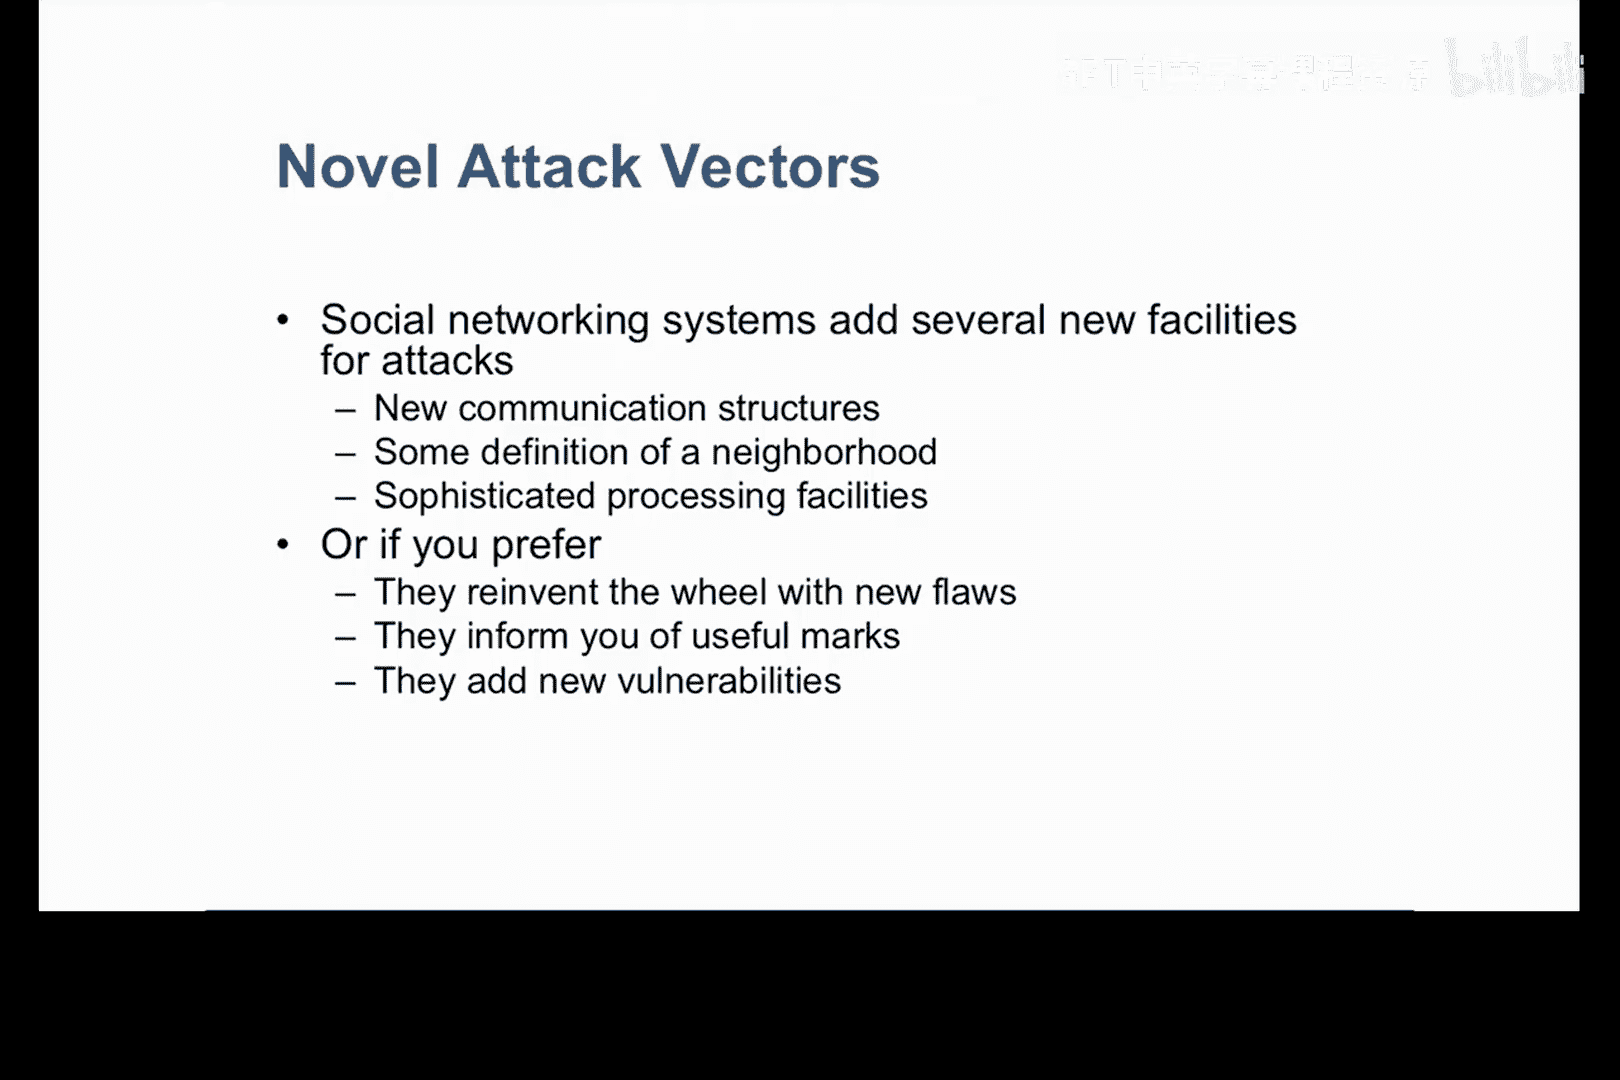 bilibili
Novel Attack Vectors
• Social networking systems add several new facilities
for attacks
– New communication structures
– Some definition of a neighborhood
– Sophisticated processing facilities
• Or if you prefer
– They reinvent the wheel with new flaws
– They inform you of useful marks
– They add new vulnerabilities